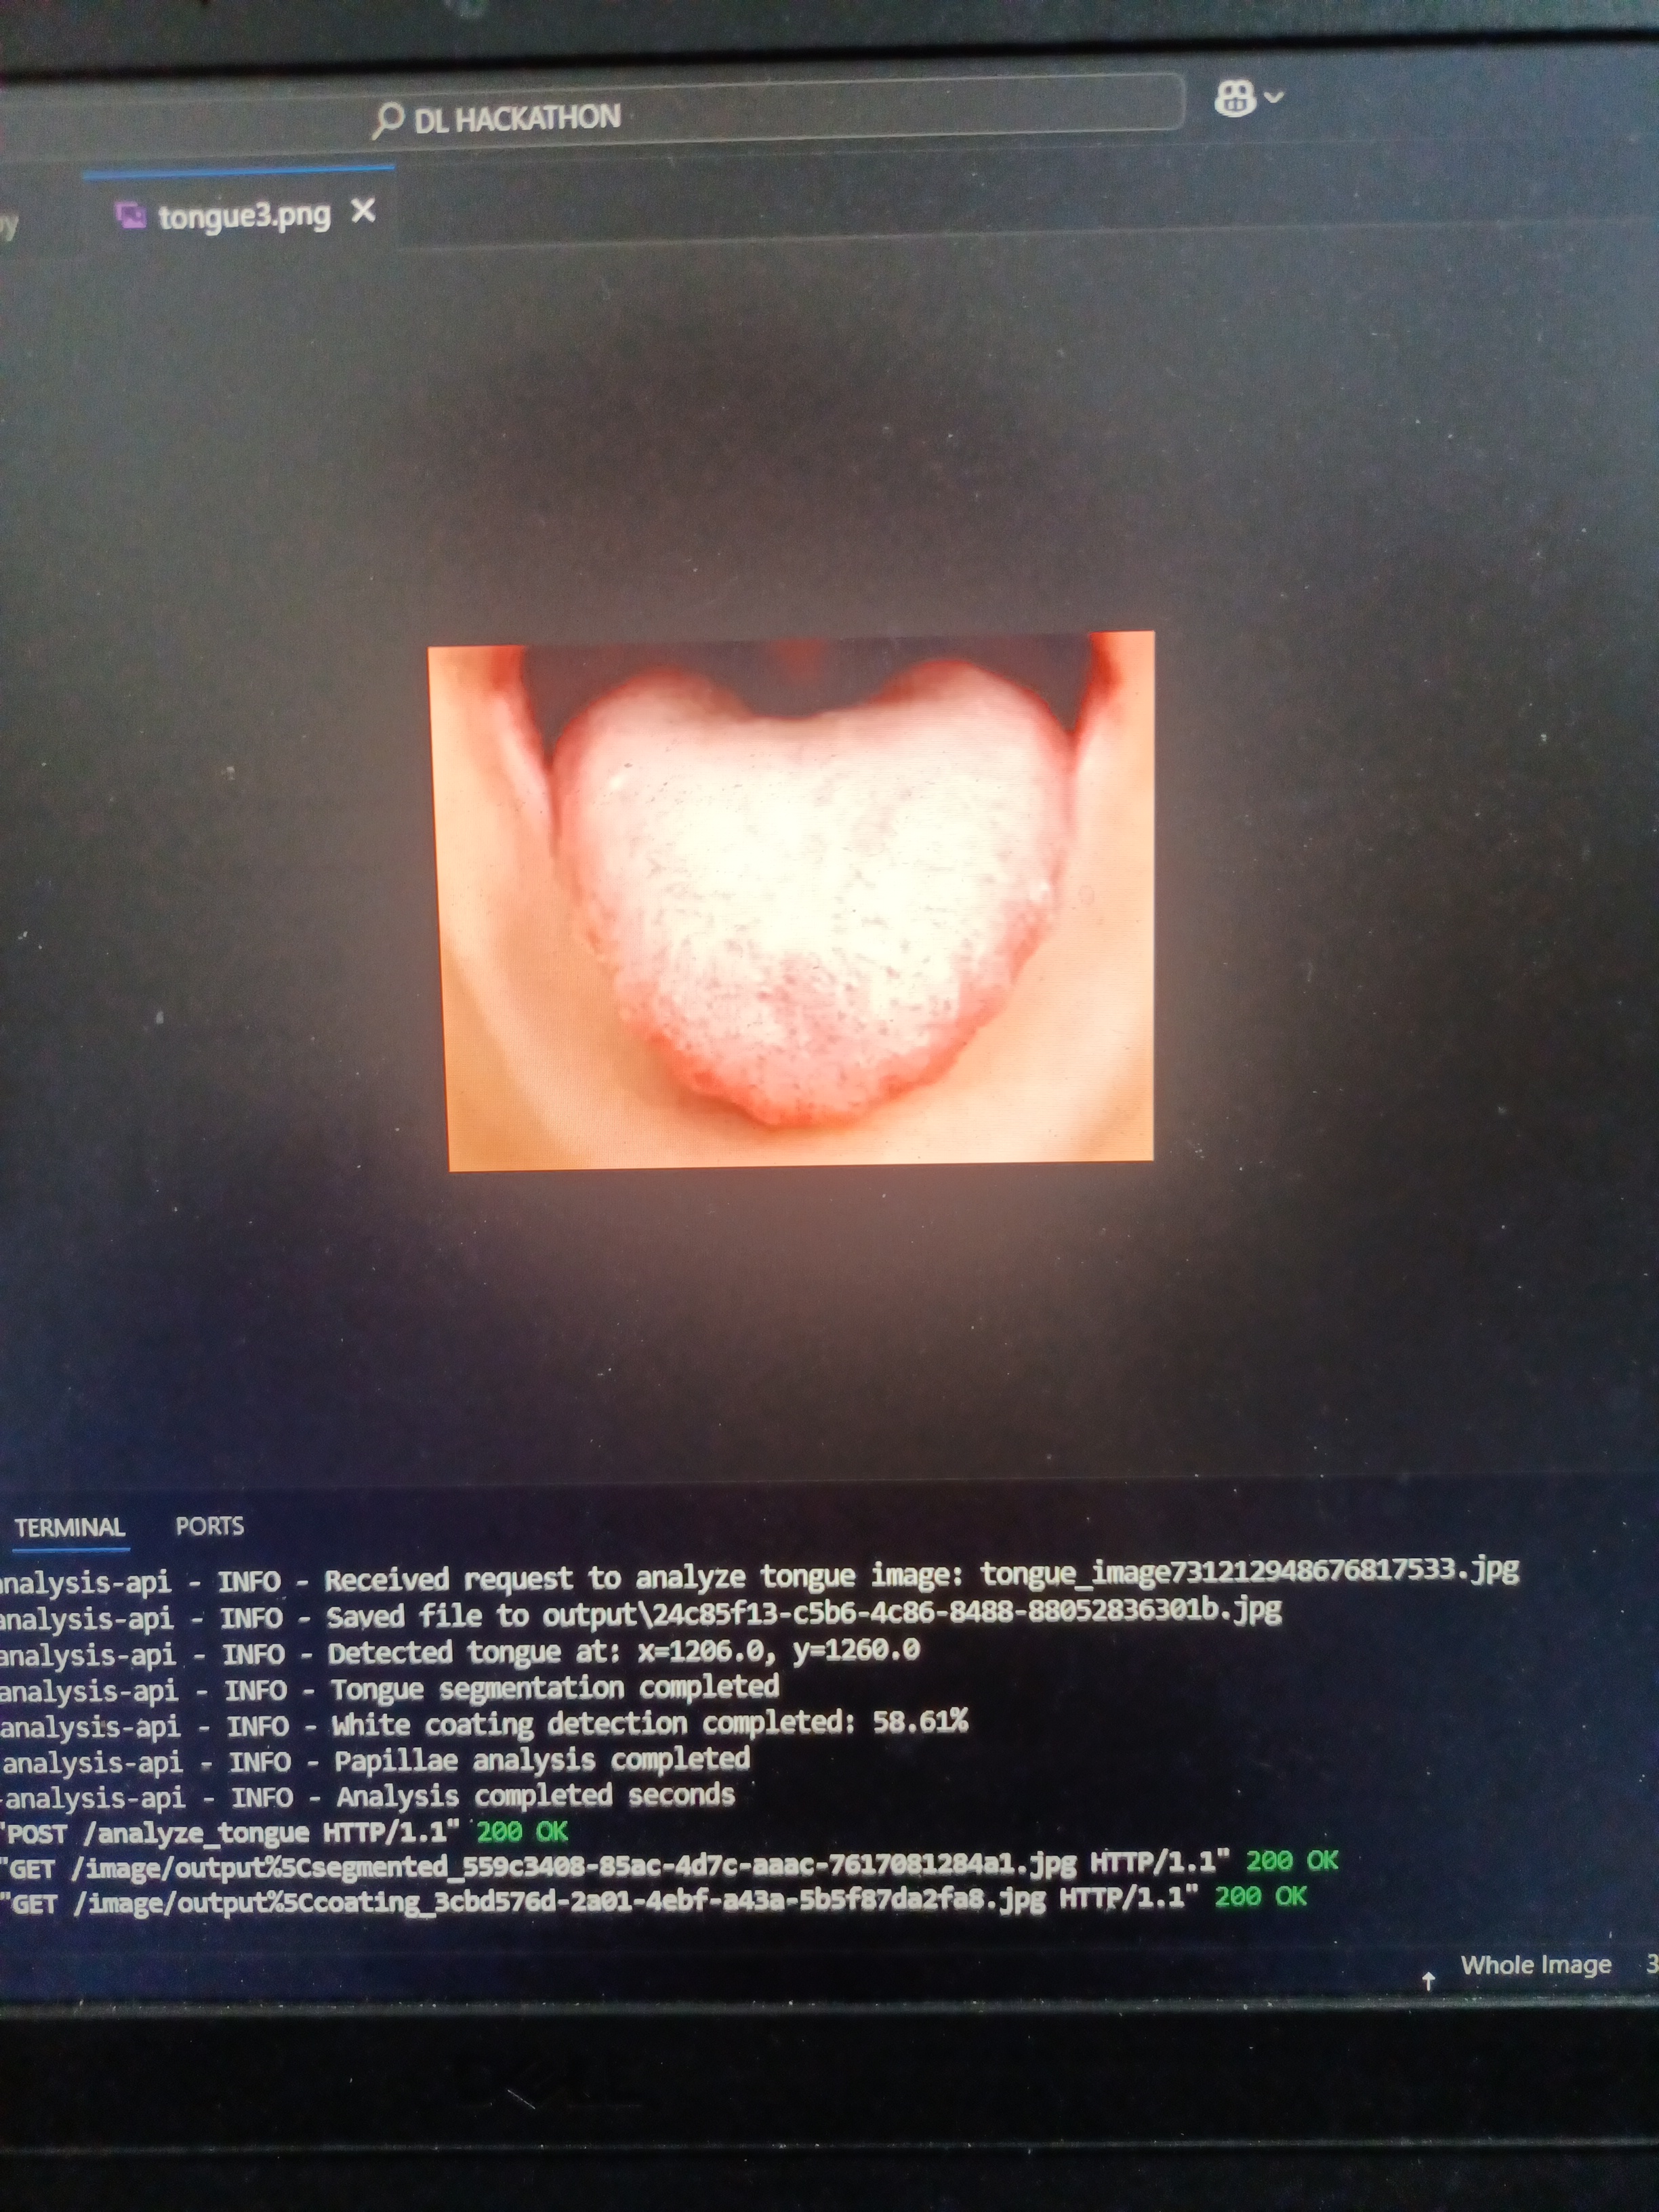 DL HACKATHON
tongue3.png
TERMINAL PORTS
analysis-api - INFO - Received request to analyze tongue image: tongue_image731212948676817533.jpg
analysis-api - INFO - Saved file to output\24c85f13-c5b6-4c86-8488-88052836301b.jpg
analysis-api - INFO - Detected tongue at: x=1206.0, y=1260.0
analysis-api - INFO - Tongue segmentation completed
analysis-api - INFO - White coating detection completed: 58.61%
analysis-api - INFO - Papillae analysis completed
-analysis-api - INFO - Analysis completed seconds
"POST /analyze_tongue HTTP/1.1" 200 OK
"GET /image/output%5Csegmented_559c3408-85ac-4d7c-aaac-7617081284a1.jpg HTTP/1.1" 200 OK
"GET /image/output%5Ccoating_3cbd576d-2a01-4ebf-a43a-5b5f87da2fa8.jpg HTTP/1.1" 200 OK
Whole Image 3